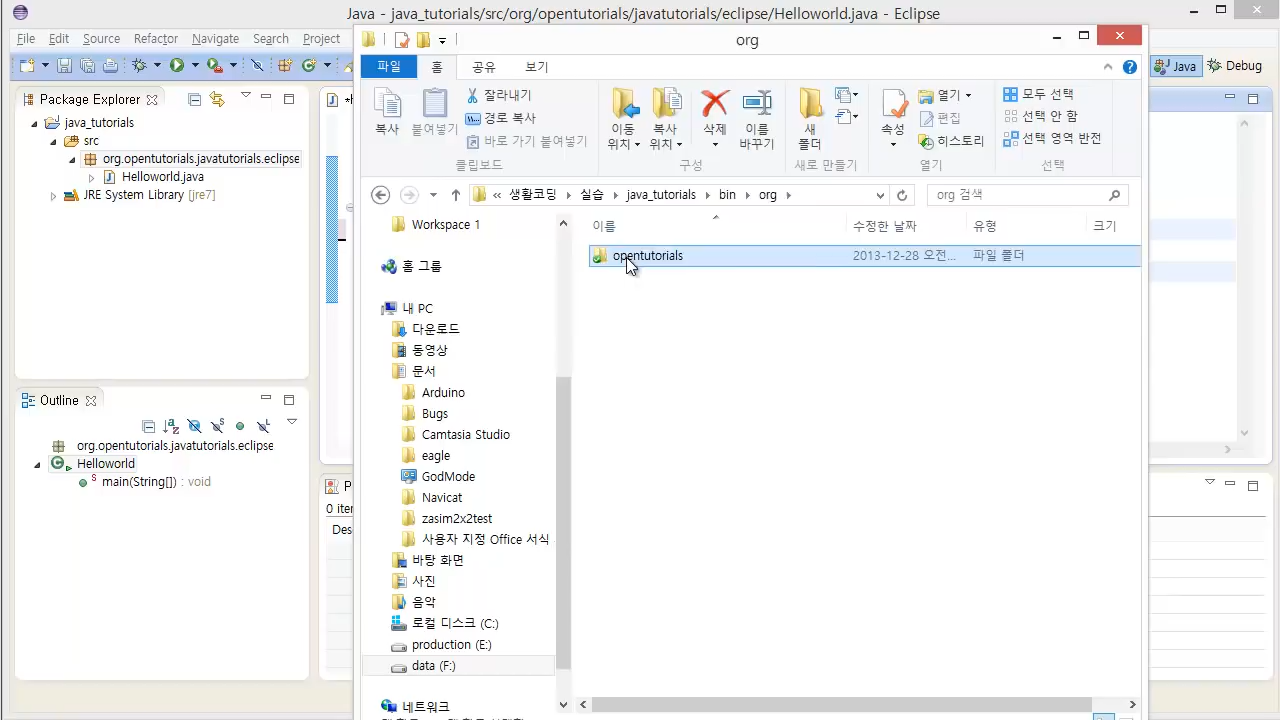 Java - java_tutorials/src/org/opentutorials/javatutorials/eclipse/Helloworld.java - Eclipse
File Edit Source Refactor Navigate Search Project
Java Debug
Package Explorer
java_tutorials
src
org.opentutorials.javatutorials.eclipse
Helloworld.java
JRE System Library [jre7]
Outline
org.opentutorials.javatutorials.eclipse
Helloworld
main(String[]) : void
org
파일 홈 공유 보기
복사
붙여넣기
잘라내기
경로 복사
바로 가기 붙여넣기
클립보드
이동 위치
복사 위치
삭제
이름 바꾸기
구성
새 폴더
새로 만들기
속성
열기
편집
히스토리
열기
모두 선택
선택 안 함
선택 영역 반전
선택
« 생활코딩 실습 java_tutorials bin org
org 검색
Workspace 1
홈 그룹
내 PC
다운로드
동영상
문서
Arduino
Bugs
Camtasia Studio
eagle
GodMode
Navicat
zasim2x2test
사용자 지정 Office 서식
바탕 화면
사진
음악
로컬 디스크 (C:)
production (E:)
data (F:)
네트워크
이름 수정한 날짜 유형 크기
opentutorials 2013-12-28 오전... 파일 폴더
P
0 iter
Des